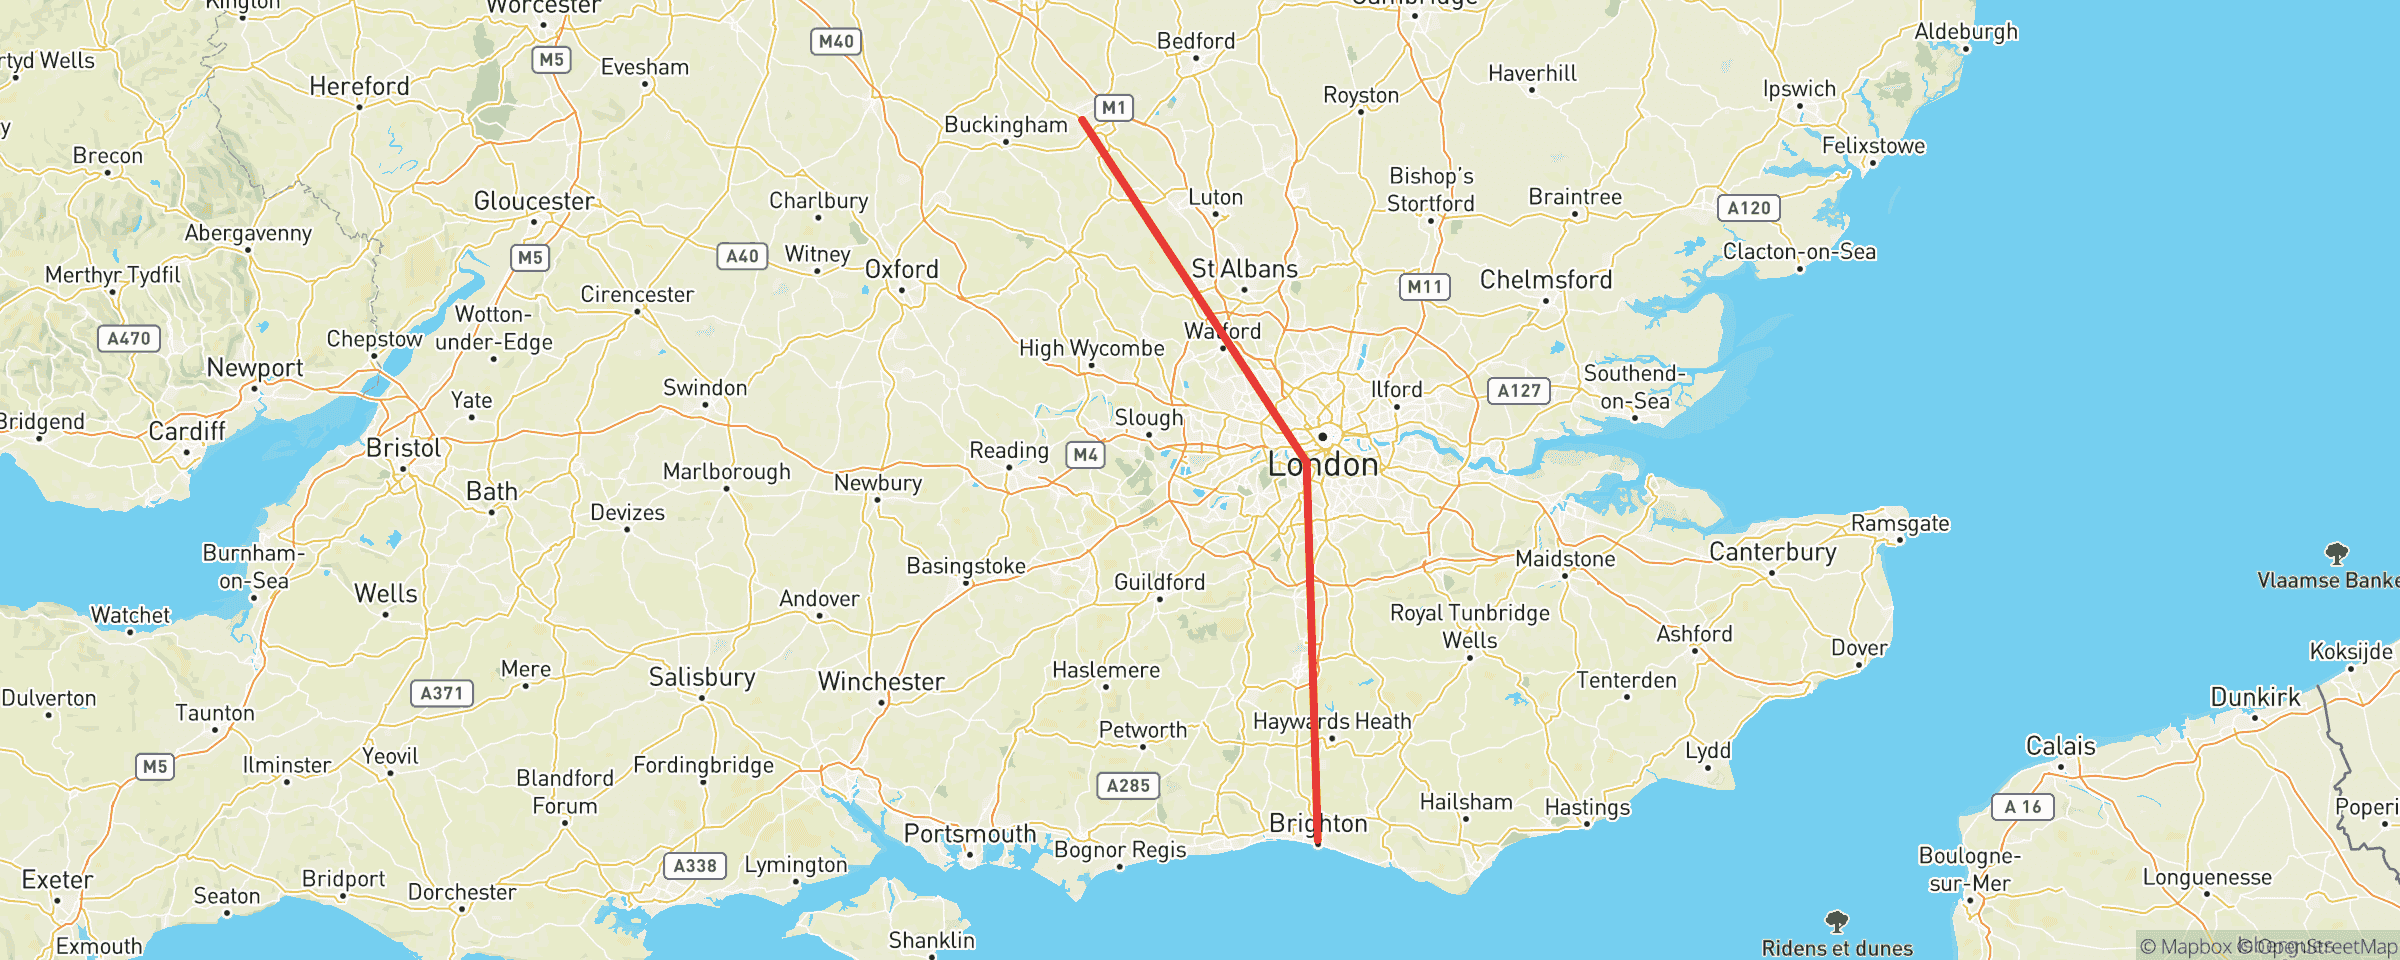 Kington
Worcester
Cambridge
Aldeburgh
M40
Bedford
rtyd Wells
M5
Evesham
Haverhill
Hereford
Royston
Ipswich
M1
Buckingham
y
Brecon
Felixstowe
Bishop's
Stortford
Gloucester
Charlbury
Luton
Braintree
A120
Abergavenny
M5
A40
Witney
Clacton-on-Sea
Merthyr Tydfil
Oxford
St Albans
M11
Chelmsford
Cirencester
Wotton-
under-Edge
A470
Chepstow
Watford
High Wycombe
Newport
Swindon
Ilford
A127
Southend-
on-Sea
Yate
Bridgend
Cardiff
Slough
Bristol
Reading
M4
London
Marlborough
Newbury
Bath
Devizes
Ramsgate
Burnham-
on-Sea
Canterbury
Maidstone
Basingstoke
Guildford
Vlaamse Banke
Wells
Andover
Watchet
Royal Tunbridge
Wells
Ashford
Dover
Koksijde
Mere
Salisbury
Winchester
Haslemere
Tenterden
Dulverton
A371
Dunkirk
Taunton
Haywards Heath
Petworth
Calais
Lydd
M5
Ilminster
Yeovil
Blandford
Forum
Fordingbridge
A285
Hailsham
Hastings
A 16
Poperi
Brighton
Portsmouth
Bognor Regis
A338
Lymington
Boulogne-
sur-Mer
Longuenesse
Exeter
Seaton
Bridport
Dorchester
Exmouth
Shanklin
Ridens et dunes
© Mapbox © OpenStreetMap